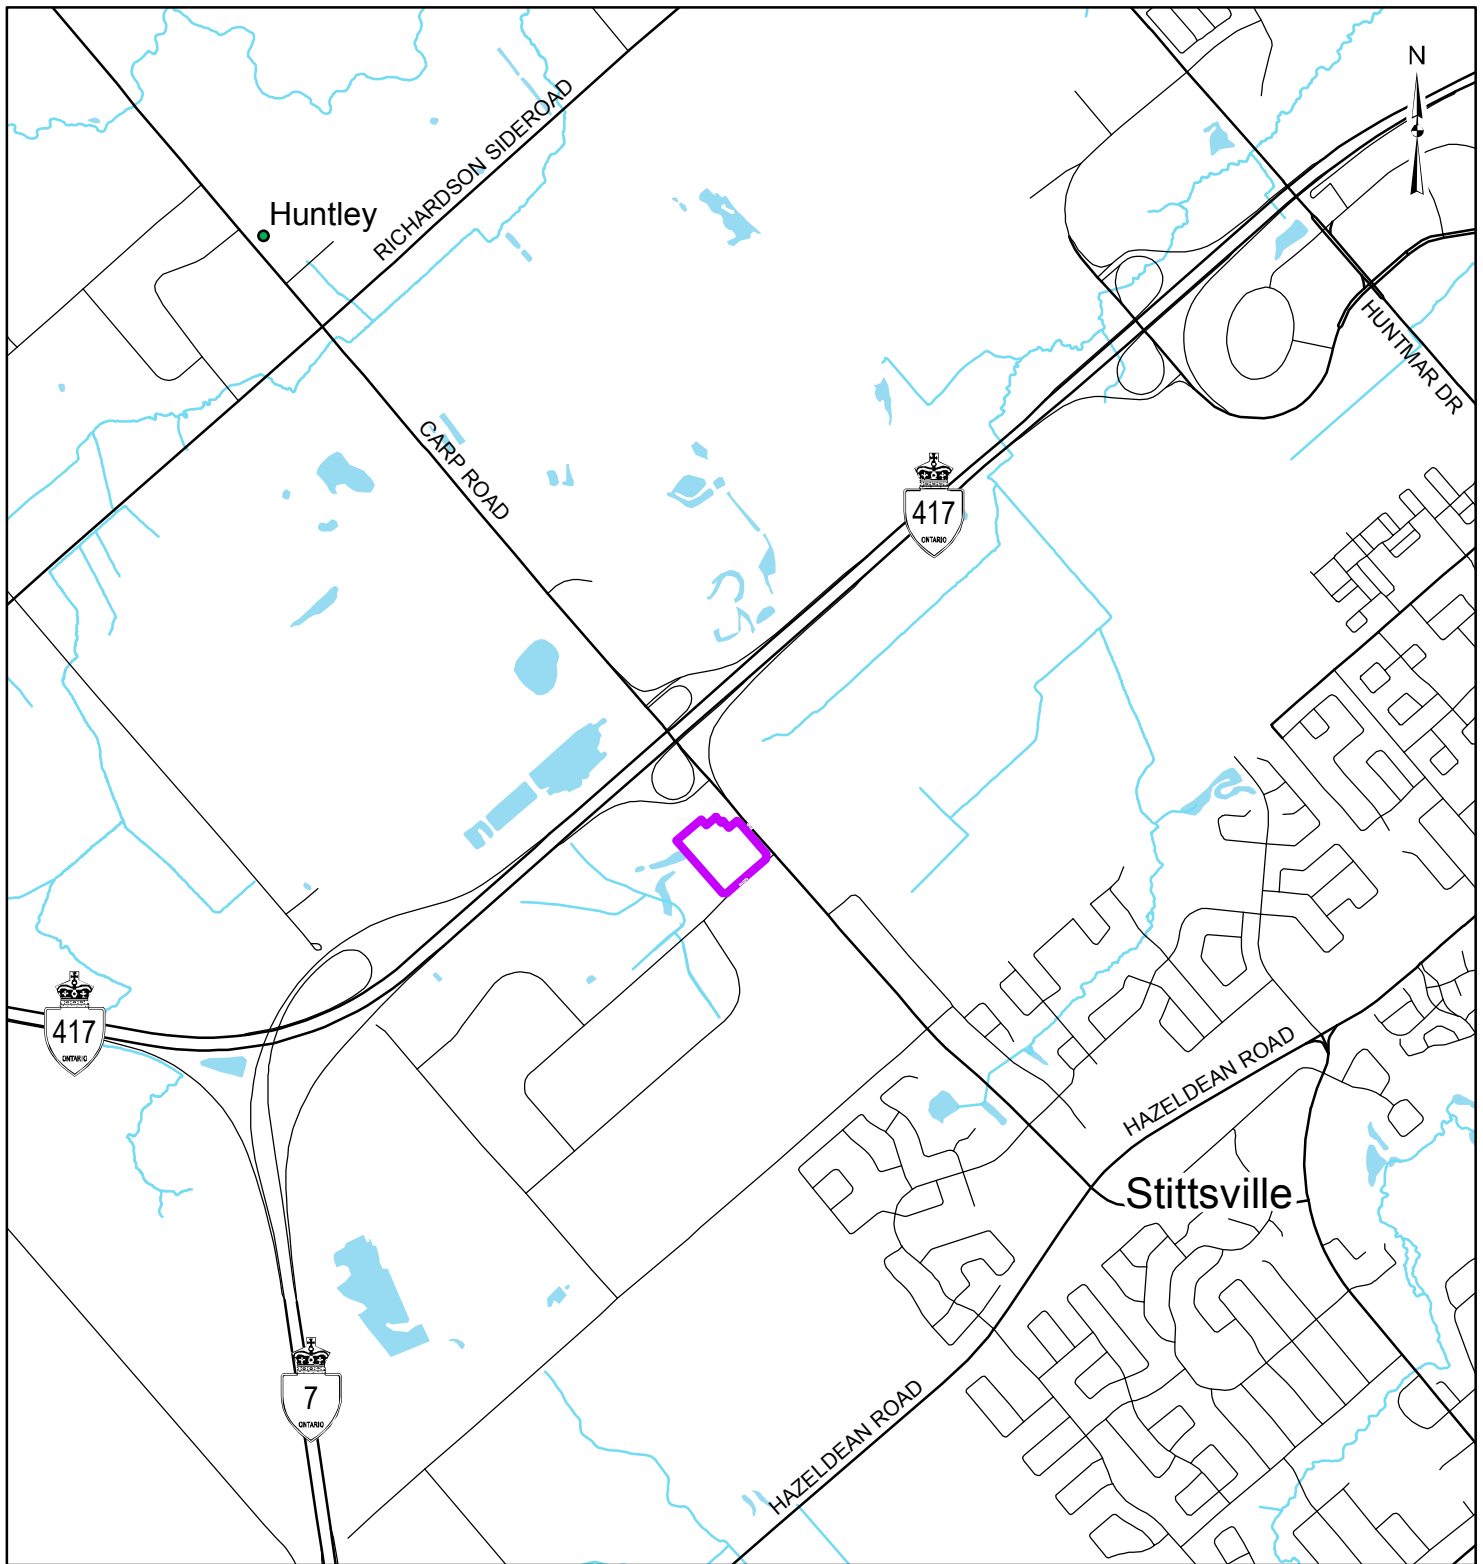 N
RICHARDSON SIDEROAD
Huntley
HUNTMAR DR
CARP ROAD
417
ONTARIO
417
ONTARIO
HAZELDEAN ROAD
Stittsville
7
ONTARIO
HAZELDEAN ROAD